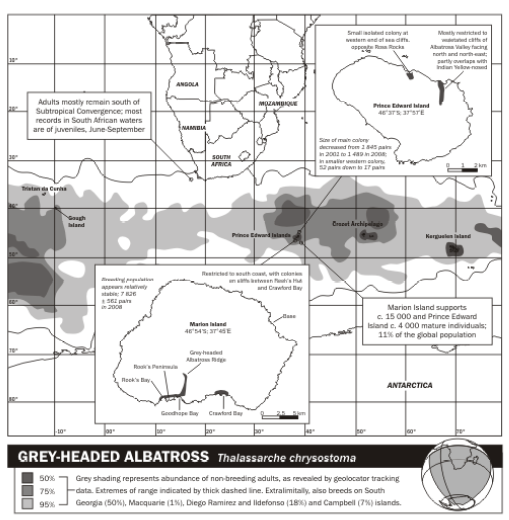 Small isolated colony at
western end of sea cliffs,
opposite Ross Rocks
Mostly restricted to
vegetated cliffs of
Albatross Valley facing
north and north-east;
partly overlaps with
Indian Yellow-nosed
Prince Edward Island
46°37'S; 37°57'E
Size of main colony
decreased from 1 845 pairs
in 2001 to 1 489 in 2008;
in smaller western colony,
52 pairs down to 17 pairs
0 1 2 km
10°
ANGOLA
Adults mostly remain south of
Subtropical Convergence; most
records in South African waters
are of juveniles, June-September
MOZAMBIQUE
20°
NAMIBIA
30°
SOUTH
AFRICA
Tristan da Cunha
40°
Gough
Island
Prince Edward Islands
Crozet Archipelago
Kerguelen Island
Breeding population
appears relatively
stable; 7 826
± 561 pairs
in 2008
Restricted to south coast, with colonies
on cliffs between Rook's Hut
and Crawford Bay
Base
Marion Island
46°54'S; 37°45'E
Grey-headed
Albatross Ridge
Rook's Peninsula
Rook's Bay
Goodhope Bay
Crawford Bay
0 2.5 5 km
Marion Island supports
c. 15 000 and Prince Edward
Island c. 4 000 mature individuals;
11% of the global population
70°
ANTARCTICA
80°
-10° 00° 10° 20° 30° 40° 50° 60° 70°
GREY-HEADED ALBATROSS Thalassarche chrysostoma
50%
75%
95%
Grey shading represents abundance of non-breeding adults, as revealed by geolocator tracking
data. Extremes of range indicated by thick dashed line. Extralimitally, also breeds on South
Georgia (50%), Macquarie (1%), Diego Ramirez and Ildefonso (18%) and Campbell (7%) islands.